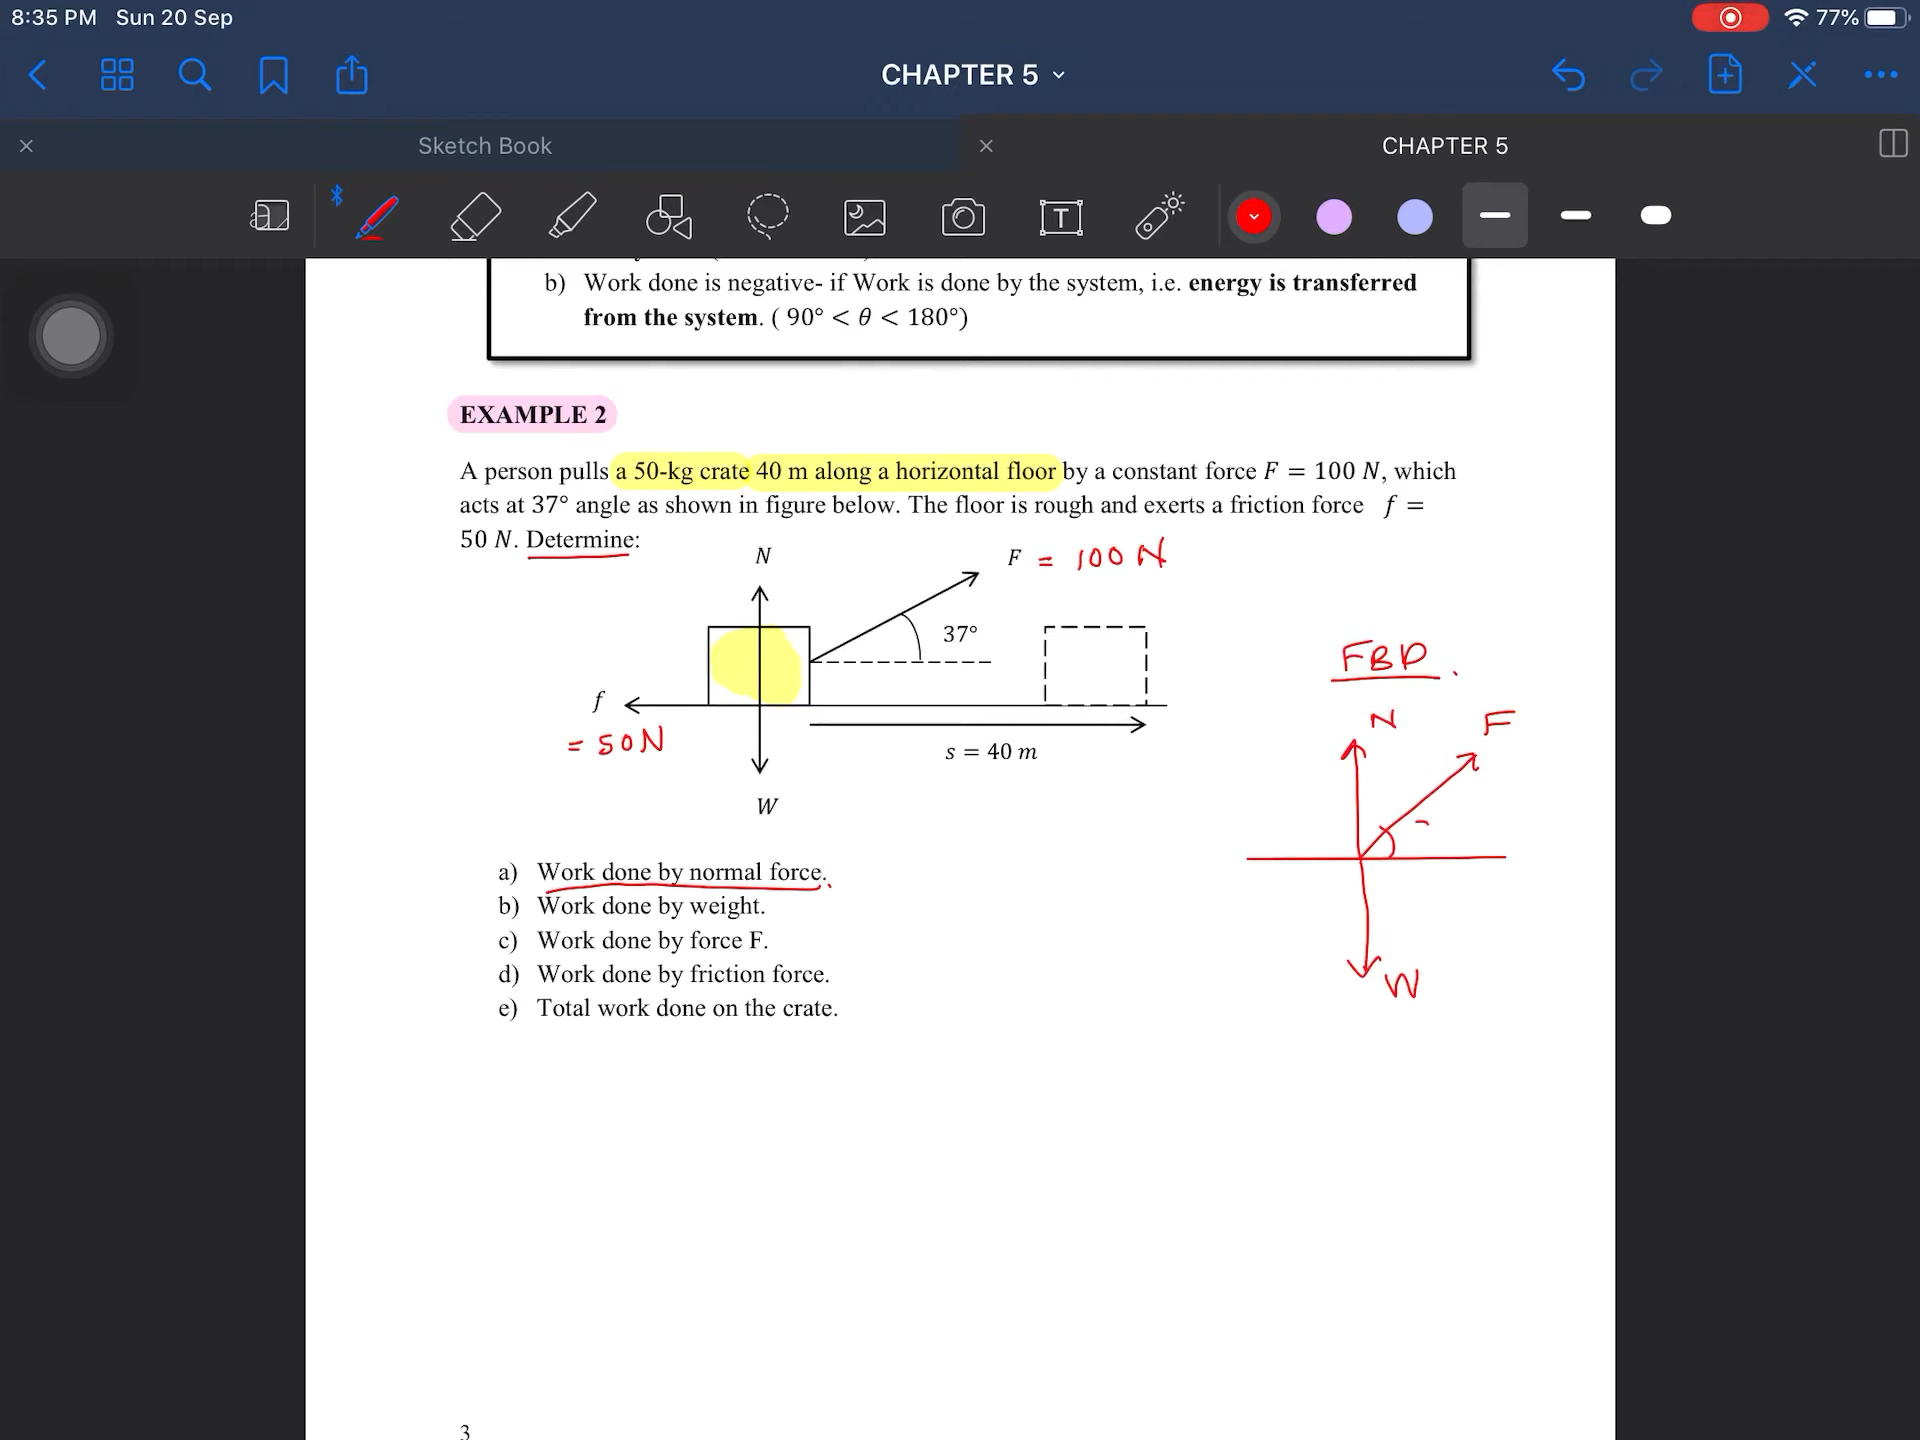 8:35 PM Sun 20 Sep
77%
CHAPTER 5
Sketch Book
CHAPTER 5
b) Work done is negative- if Work is done by the system, i.e. energy is transferred
from the system. ( 90° < θ < 180°)
EXAMPLE 2
A person pulls a 50-kg crate 40 m along a horizontal floor by a constant force F = 100 N, which
acts at 37° angle as shown in figure below. The floor is rough and exerts a friction force f =
50 N. Determine:
N
F = 100 N
37°
f
= 50N
s = 40 m
W
FBD
N
F
W
a) Work done by normal force.
b) Work done by weight.
c) Work done by force F.
d) Work done by friction force.
e) Total work done on the crate.
3